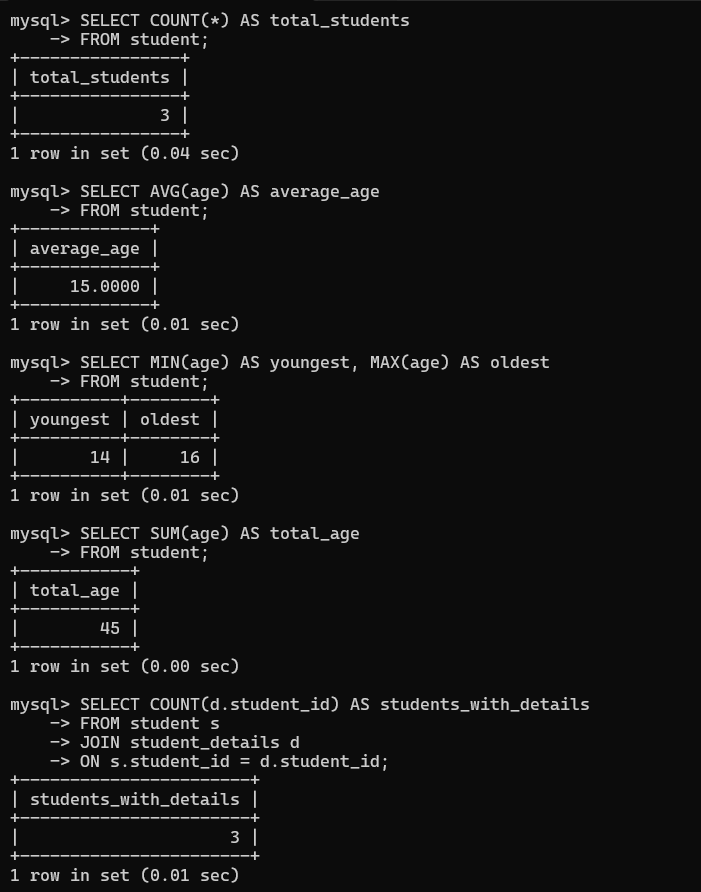 mysql> SELECT COUNT(*) AS total_students
    -> FROM student;
+----------------+
| total_students |
+----------------+
|              3 |
+----------------+
1 row in set (0.04 sec)

mysql> SELECT AVG(age) AS average_age
    -> FROM student;
+-------------+
| average_age |
+-------------+
|     15.0000 |
+-------------+
1 row in set (0.01 sec)

mysql> SELECT MIN(age) AS youngest, MAX(age) AS oldest
    -> FROM student;
+----------+--------+
| youngest | oldest |
+----------+--------+
|       14 |     16 |
+----------+--------+
1 row in set (0.01 sec)

mysql> SELECT SUM(age) AS total_age
    -> FROM student;
+-----------+
| total_age |
+-----------+
|        45 |
+-----------+
1 row in set (0.00 sec)

mysql> SELECT COUNT(d.student_id) AS students_with_details
    -> FROM student s
    -> JOIN student_details d
    -> ON s.student_id = d.student_id;
+-----------------------+
| students_with_details |
+-----------------------+
|                     3 |
+-----------------------+
1 row in set (0.01 sec)